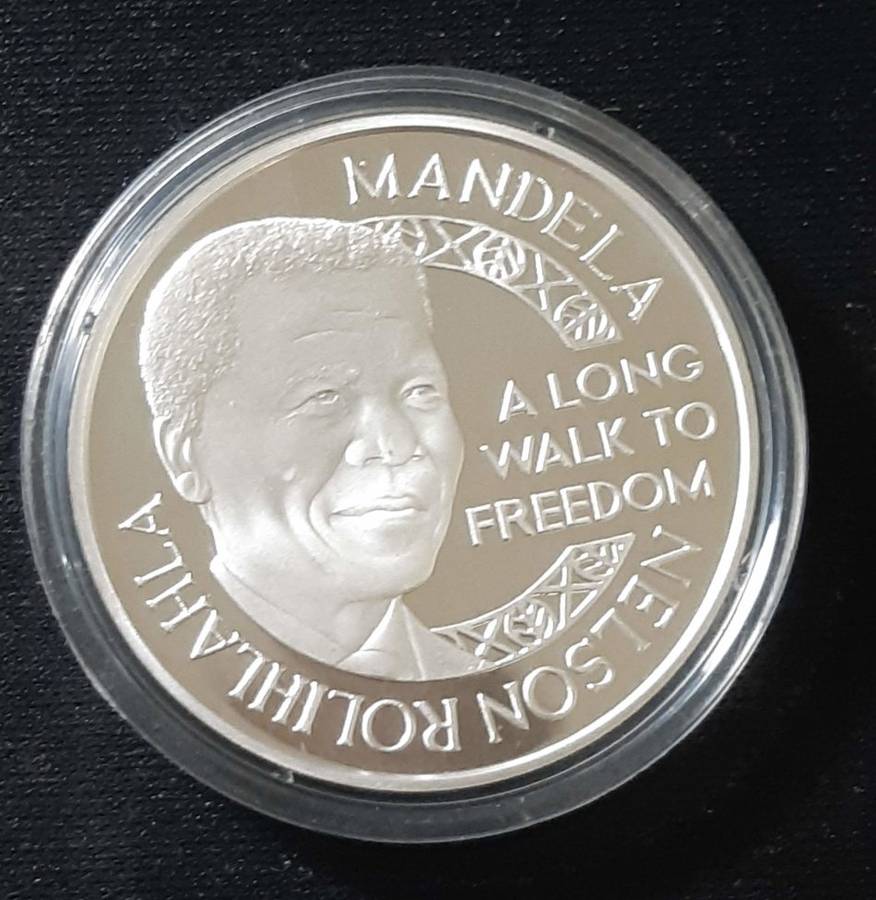 NELSON ROLIHLAHLA MANDELA
A LONG
WALK TO
FREEDOM